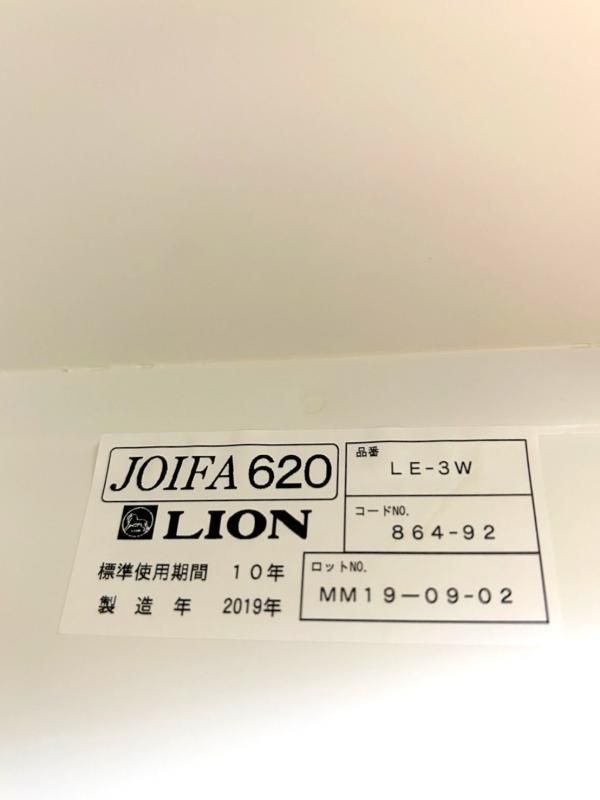 JOIFA 620
LION
標準使用期間 10年
製造年 2019年
品番
LE-3W
コードNO.
864-92
ロットNO.
MM19-09-02